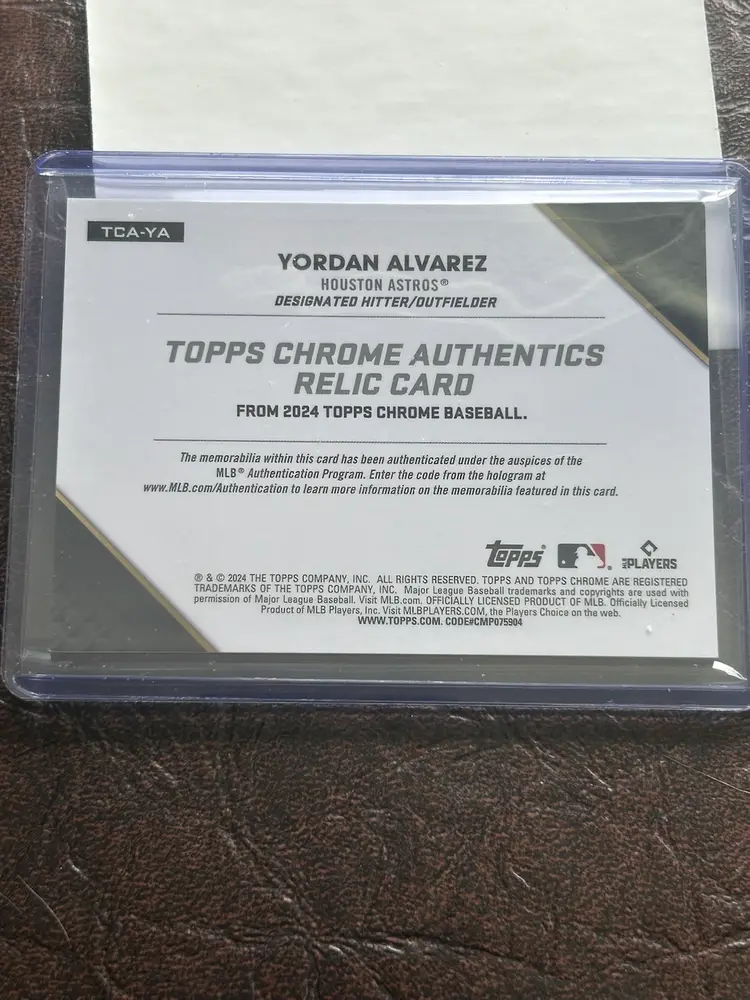 TCA-YA
YORDAN ALVAREZ
HOUSTON ASTROS®
DESIGNATED HITTER/OUTFIELDER
TOPPS CHROME AUTHENTICS
RELIC CARD
FROM 2024 TOPPS CHROME BASEBALL.
The memorabilia within this card has been authenticated under the auspices of the
MLB® Authentication Program. Enter the code from the hologram at
www.MLB.com/Authentication to learn more information on the memorabilia featured in this card.
Topps MLB PLAYERS
® & © 2024 THE TOPPS COMPANY, INC. ALL RIGHTS RESERVED. TOPPS AND TOPPS CHROME ARE REGISTERED
TRADEMARKS OF THE TOPPS COMPANY, INC. Major League Baseball trademarks and copyrights are used with
permission of Major League Baseball. Visit MLB.com. OFFICIALLY LICENSED PRODUCT OF MLB. Officially Licensed
Product of MLB Players, Inc. Visit MLBPLAYERS.COM, the Players Choice on the web.
WWW.TOPPS.COM. CODE#CMP075904